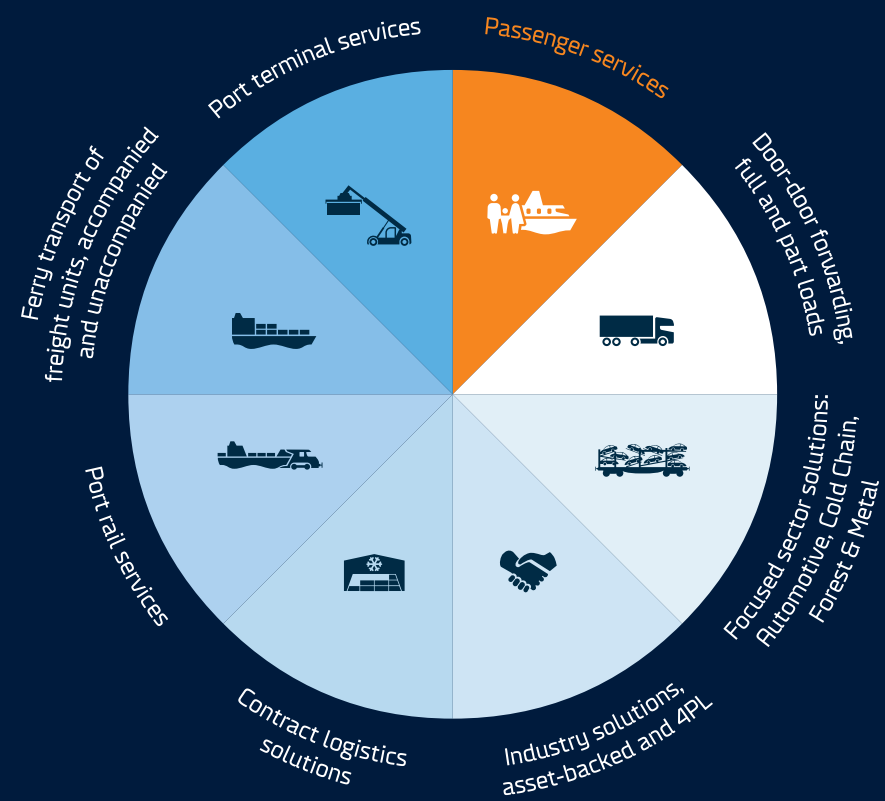 Passenger services
Door-door forwarding,
full and part loads
Focused sector solutions:
Automotive, Cold Chain,
Forest & Metal
Industry solutions,
asset-backed and 4PL
Contract logistics
solutions
Port rail services
Ferry transport of
freight units, accompanied
and unaccompanied
Port terminal services